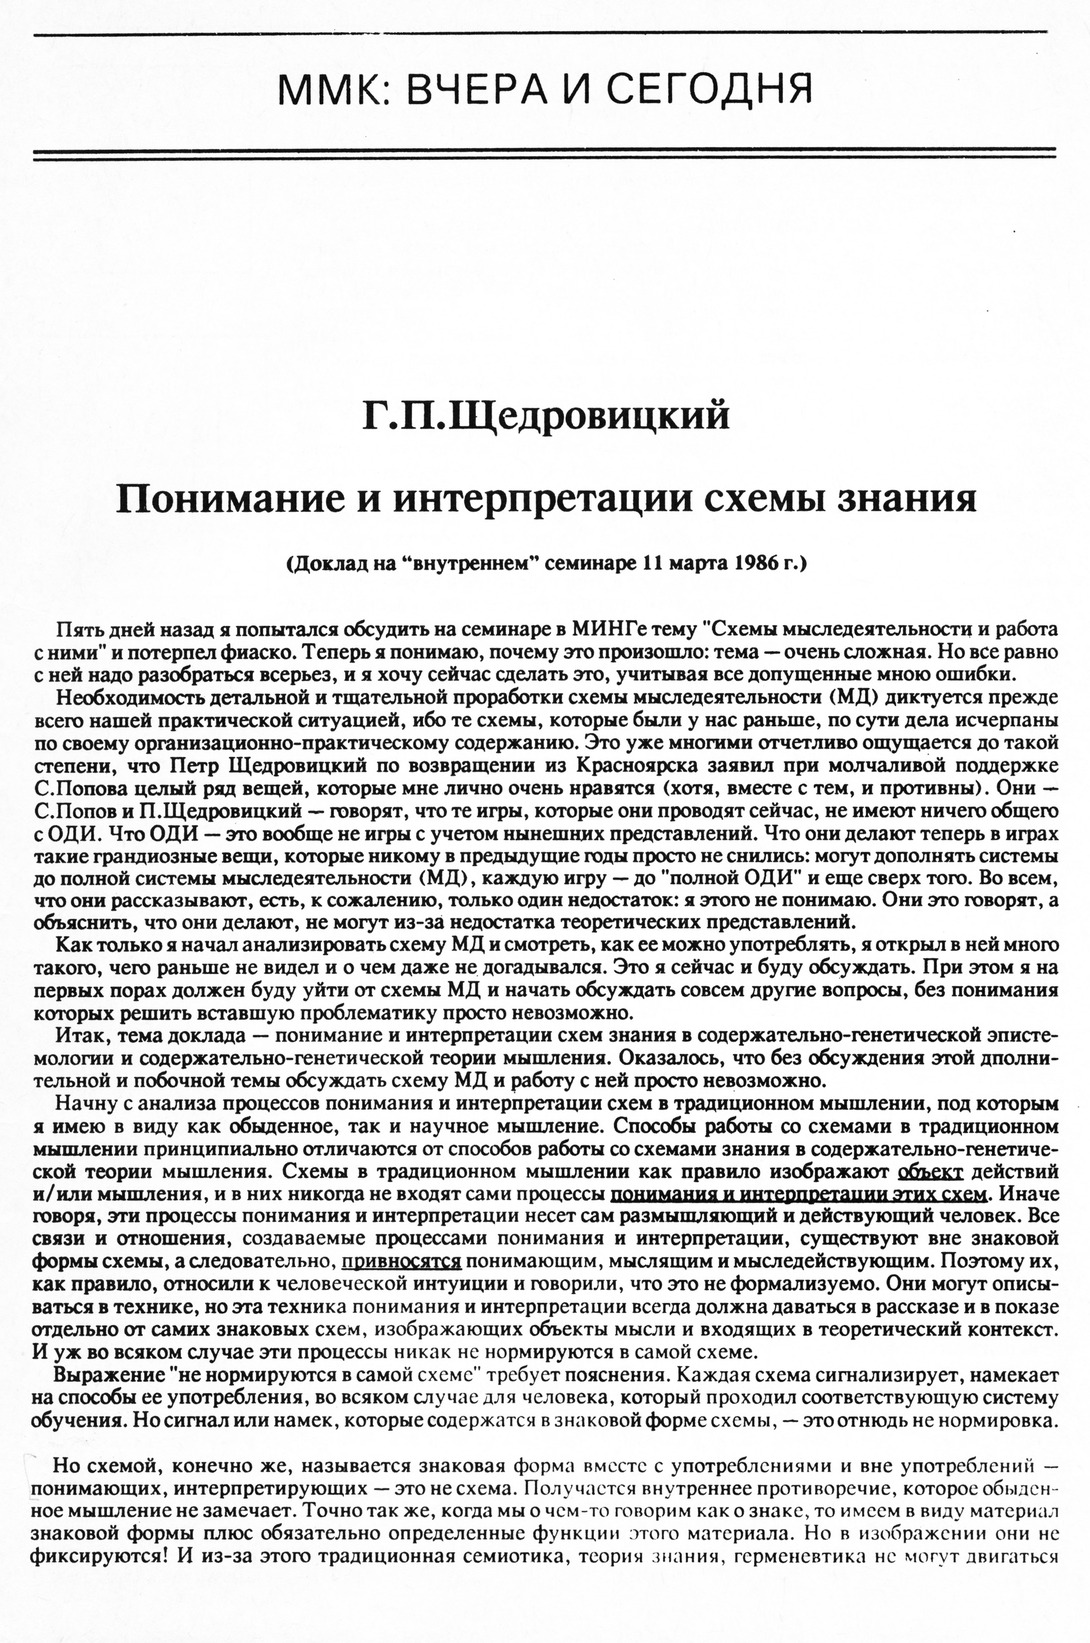 ММК: ВЧЕРА И СЕГОДНЯ
Г.П.Щедровицкий
Понимание и интерпретации схемы знания
(Доклад на “внутреннем” семинаре 11 марта 1986 г.)
Пять дней назад я попытался обсудить на семинаре в МИНГе тему "Схемы мыследеятельности и работа
с ними" и потерпел фиаско. Теперь я понимаю, почему это произошло: тема — очень сложная. Но все равно
с ней надо разобраться всерьез, и я хочу сейчас сделать это, учитывая все допущенные мною ошибки.
Необходимость детальной и тщательной проработки схемы мыследеятельности (МД) диктуется прежде
всего нашей практической ситуацией, ибо те схемы, которые были у нас раньше, по сути дела исчерпаны
по своему организационно-практическому содержанию. Это уже многими отчетливо ощущается до такой
степени, что Петр Щедровицкий по возвращении из Красноярска заявил при молчаливой поддержке
С.Попова целый ряд вещей, которые мне лично очень нравятся (хотя, вместе с тем, и противны). Они —
С.Попов и П.Щедровицкий — говорят, что те игры, которые они проводят сейчас, не имеют ничего общего
с ОДИ. Что ОДИ — это вообще не игры с учетом нынешних представлений. Что они делают теперь в играх
такие грандиозные вещи, которые никому в предыдущие годы просто не снились: могут дополнять системы
до полной системы мыследеятельности (МД), каждую игру — до "полной ОДИ" и еще сверх того. Во всем,
что они рассказывают, есть, к сожалению, только один недостаток: я этого не понимаю. Они это говорят, а
объяснить, что они делают, не могут из-за недостатка теоретических представлений.
Как только я начал анализировать схему МД и смотреть, как ее можно употреблять, я открыл в ней много
такого, чего раньше не видел и о чем даже не догадывался. Это я сейчас и буду обсуждать. При этом я на
первых порах должен буду уйти от схемы МД и начать обсуждать совсем другие вопросы, без понимания
которых решить вставшую проблематику просто невозможно.
Итак, тема доклада — понимание и интерпретации схем знания в содержательно-генетической эписте-
мологии и содержательно-генетической теории мышления. Оказалось, что без обсуждения этой дполни-
тельной и побочной темы обсуждать схему МД и работу с ней просто невозможно.
Начну с анализа процессов понимания и интерпретации схем в традиционном мышлении, под которым
я имею в виду как обыденное, так и научное мышление. Способы работы со схемами в традиционном
мышлении принципиально отличаются от способов работы со схемами знания в содержательно-генетиче-
ской теории мышления. Схемы в традиционном мышлении как правило изображают объект действий
и/или мышления, и в них никогда не входят сами процессы понимания и интерпретации этих схем. Иначе
говоря, эти процессы понимания и интерпретации несет сам размышляющий и действующий человек. Все
связи и отношения, создаваемые процессами понимания и интерпретации, существуют вне знаковой
формы схемы, а следовательно, привносятся понимающим, мыслящим и мыследействующим. Поэтому их,
как правило, относили к человеческой интуиции и говорили, что это не формализуемо. Они могут описы-
ваться в технике, но эта техника понимания и интерпретации всегда должна даваться в рассказе и в показе
отдельно от самих знаковых схем, изображающих объекты мысли и входящих в теоретический контекст.
И уж во всяком случае эти процессы никак не нормируются в самой схеме.
Выражение "не нормируются в самой схеме" требует пояснения. Каждая схема сигнализирует, намекает
на способы ее употребления, во всяком случае для человека, который проходил соответствующую систему
обучения. Но сигнал или намек, которые содержатся в знаковой форме схемы, — это отнюдь не нормировка.
Но схемой, конечно же, называется знаковая форма вместе с употреблениями и вне употреблений —
понимающих, интерпретирующих — это не схема. Получается внутреннее противоречие, которое обыден-
ное мышление не замечает. Точно так же, когда мы о чем-то говорим как о знаке, то имеем в виду материал
знаковой формы плюс обязательно определенные функции этого материала. Но в изображении они не
фиксируются! И из-за этого традиционная семиотика, теория знания, герменевтика не могут двигаться